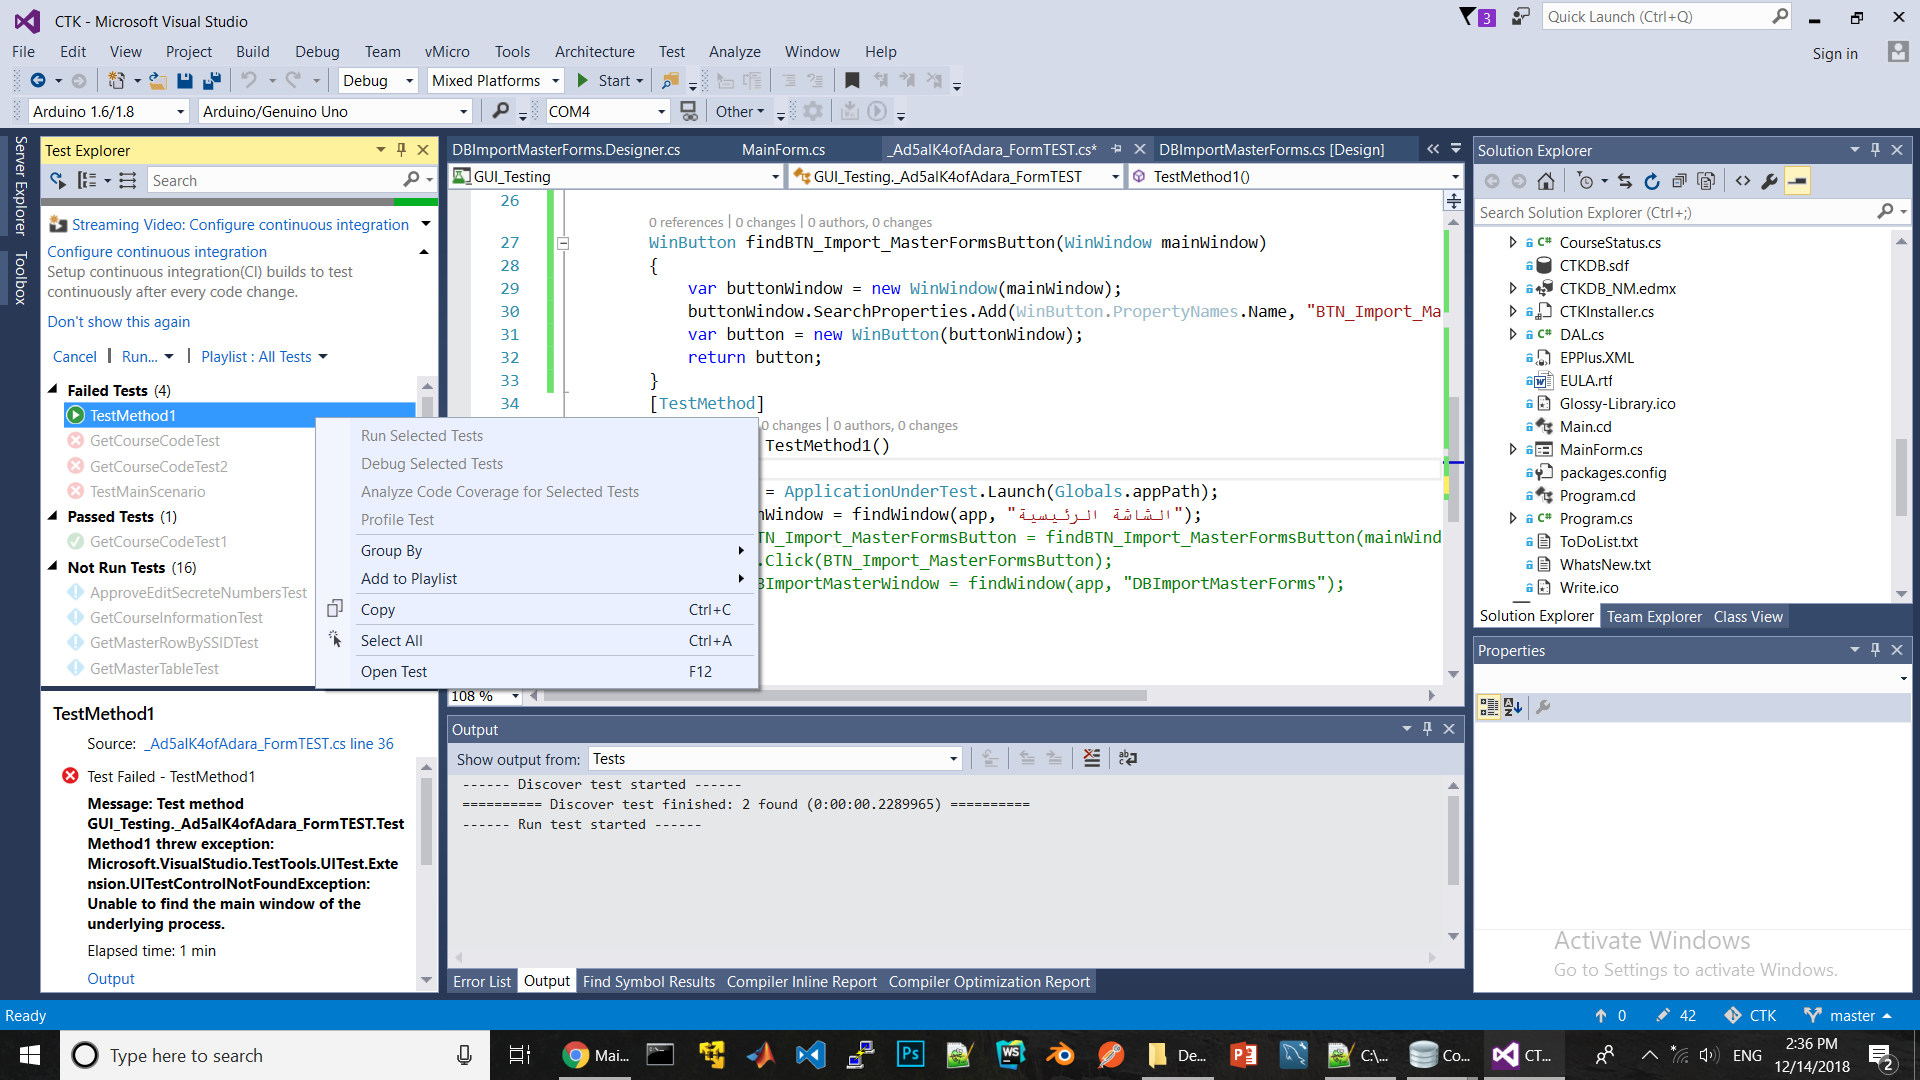 CTK - Microsoft Visual Studio
3
Quick Launch (Ctrl+Q)
File Edit View Project Build Debug Team vMicro Tools Architecture Test Analyze Window Help
Sign in
Debug Mixed Platforms Start
Arduino 1.6/1.8 Arduino/Genuino Uno COM4 Other
Server Explorer
Toolbox
Test Explorer
Search
Streaming Video: Configure continuous integration
Configure continuous integration
Setup continuous integration(CI) builds to test
continuously after every code change.
Don't show this again
Cancel | Run... | Playlist : All Tests
Failed Tests (4)
TestMethod1
GetCourseCodeTest
GetCourseCodeTest2
TestMainScenario
Passed Tests (1)
GetCourseCodeTest1
Not Run Tests (16)
ApproveEditSecreteNumbersTest
GetCourseInformationTest
GetMasterRowBySSIDTest
GetMasterTableTest
Run Selected Tests
Debug Selected Tests
Analyze Code Coverage for Selected Tests
Profile Test
Group By
Add to Playlist
Copy Ctrl+C
Select All Ctrl+A
Open Test F12
TestMethod1
Source: _Ad5alK4ofAdara_FormTEST.cs line 36
Test Failed - TestMethod1
Message: Test method
GUI_Testing._Ad5alK4ofAdara_FormTEST.Test
Method1 threw exception:
Microsoft.VisualStudio.TestTools.UITest.Exte
nsion.UITestControlNotFoundException:
Unable to find the main window of the
underlying process.
Elapsed time: 1 min
Output
DBImportMasterForms.Designer.cs MainForm.cs _Ad5alK4ofAdara_FormTEST.cs* DBImportMasterForms.cs [Design]
GUI_Testing GUI_Testing._Ad5alK4ofAdara_FormTEST TestMethod1()
26
0 references | 0 changes | 0 authors, 0 changes
27 WinButton findBTN_Import_MasterFormsButton(WinWindow mainWindow)
28 {
29 var buttonWindow = new WinWindow(mainWindow);
30 buttonWindow.SearchProperties.Add(WinButton.PropertyNames.Name, "BTN_Import_Ma
31 var button = new WinButton(buttonWindow);
32 return button;
33 }
34 [TestMethod]
0 changes | 0 authors, 0 changes
TestMethod1()
= ApplicationUnderTest.Launch(Globals.appPath);
nWindow = findWindow(app, "الشاشة الرئيسية");
TN_Import_MasterFormsButton = findBTN_Import_MasterFormsButton(mainWind
.Click(BTN_Import_MasterFormsButton);
BImportMasterWindow = findWindow(app, "DBImportMasterForms");
108 %
Output
Show output from: Tests
------ Discover test started ------
========== Discover test finished: 2 found (0:00:00.2289965) ==========
------ Run test started ------
Error List Output Find Symbol Results Compiler Inline Report Compiler Optimization Report
Solution Explorer
Search Solution Explorer (Ctrl+;)
C# CourseStatus.cs
CTKDB.sdf
CTKDB_NM.edmx
CTKInstaller.cs
C# DAL.cs
EPPlus.XML
EULA.rtf
Glossy-Library.ico
Main.cd
MainForm.cs
packages.config
Program.cd
C# Program.cs
ToDoList.txt
WhatsNew.txt
Write.ico
Solution Explorer Team Explorer Class View
Properties
Activate Windows
Go to Settings to activate Windows.
Ready
0 42 CTK master
Type here to search
Mai... Ps WS De... C:\... Co... CT...
ENG
2:36 PM
12/14/2018
2